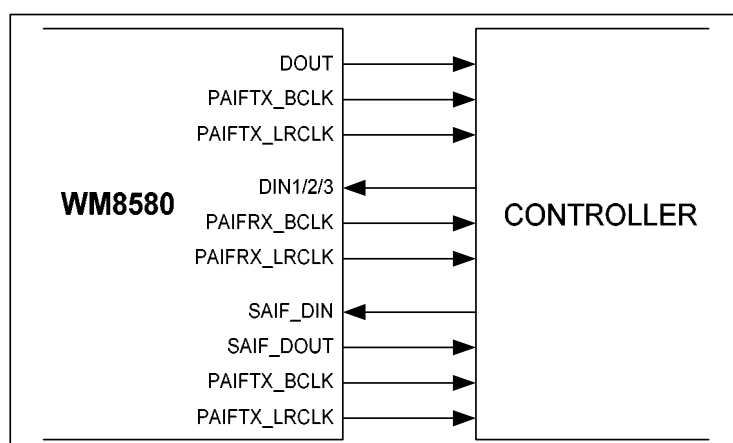 DOUT
PAIFTX_BCLK
PAIFTX_LRCLK
DIN1/2/3
WM8580
CONTROLLER
PAIFRX_BCLK
PAIFRX_LRCLK
SAIF_DIN
SAIF_DOUT
PAIFTX_BCLK
PAIFTX_LRCLK